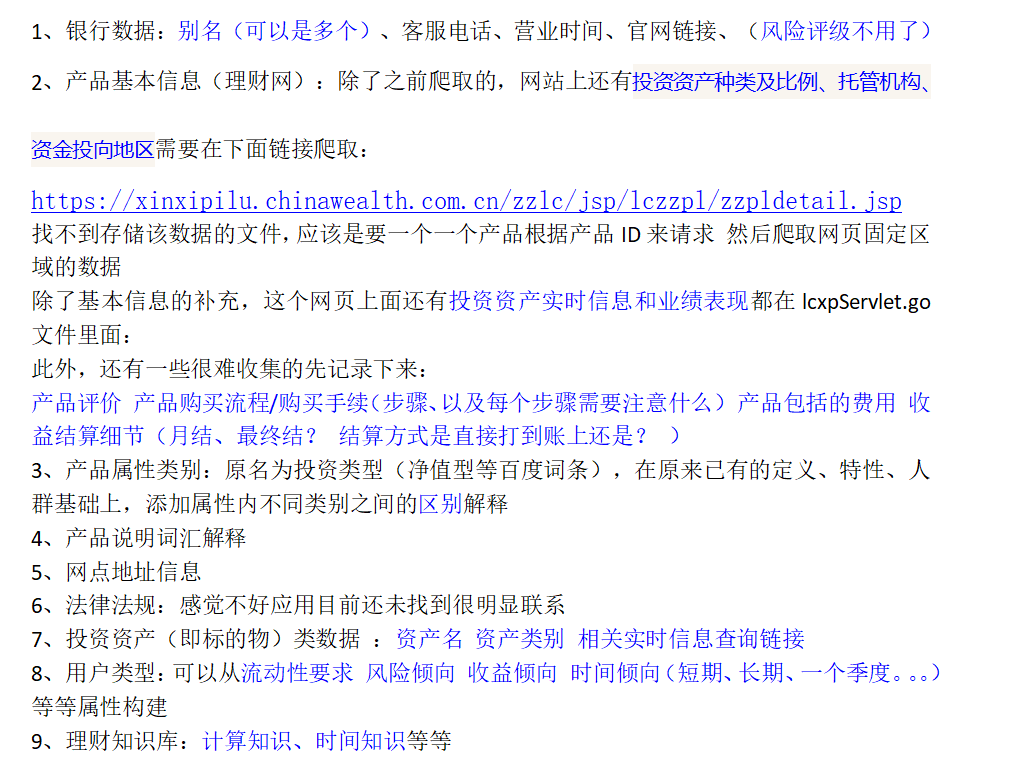 1、银行数据：别名（可以是多个）、客服电话、营业时间、官网链接、（风险评级不用了）
2、产品基本信息（理财网）：除了之前爬取的，网站上还有投资资产种类及比例、托管机构、
资金投向地区需要在下面链接爬取：
https://xinxipilu.chinawealth.com.cn/zzlc/jsp/lczzpl/zzpldetail.jsp
找不到存储该数据的文件，应该是要一个一个产品根据产品 ID 来请求 然后爬取网页固定区
域的数据
除了基本信息的补充，这个网页上面还有投资资产实时信息和业绩表现都在 lcxpServlet.go
文件里面：
此外，还有一些很难收集的先记录下来：
产品评价 产品购买流程/购买手续（步骤、以及每个步骤需要注意什么）产品包括的费用 收
益结算细节（月结、最终结？ 结算方式是直接打到账上还是？ ）
3、产品属性类别：原名为投资类型（净值型等百度词条），在原来已有的定义、特性、人
群基础上，添加属性内不同类别之间的区别解释
4、产品说明词汇解释
5、网点地址信息
6、法律法规：感觉不好应用目前还未找到很明显联系
7、投资资产（即标的物）类数据 ：资产名 资产类别 相关实时信息查询链接
8、用户类型：可以从流动性要求 风险倾向 收益倾向 时间倾向（短期、长期、一个季度。。。）
等等属性构建
9、理财知识库：计算知识、时间知识等等